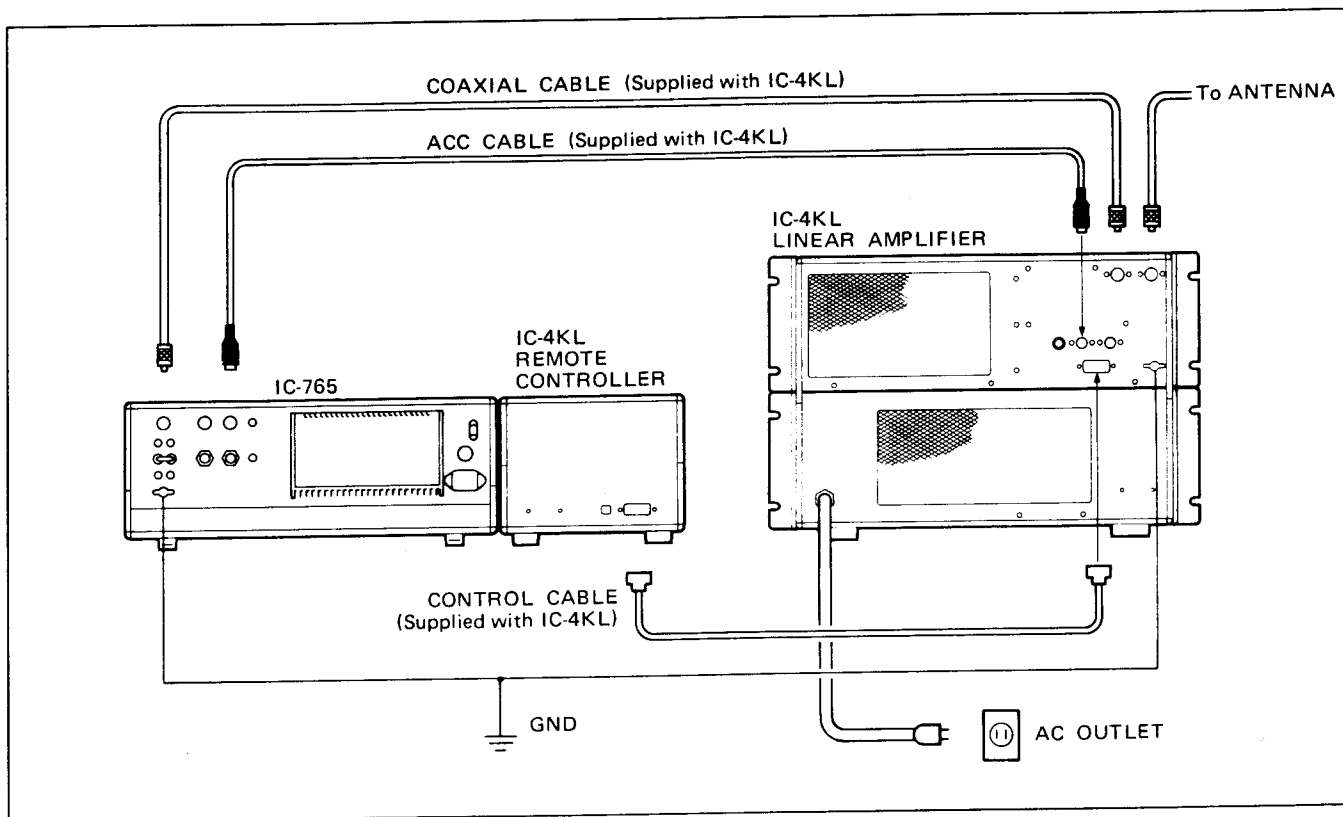 COAXIAL CABLE (Supplied with IC-4KL)
To ANTENNA
ACC CABLE (Supplied with IC-4KL)
IC-4KL
LINEAR AMPLIFIER
IC-4KL
REMOTE
CONTROLLER
IC-765
CONTROL CABLE
(Supplied with IC-4KL)
GND
AC OUTLET